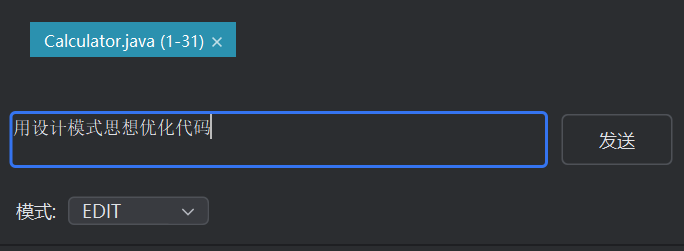 Calculator.java (1-31) ×
用设计模式思想优化代码
发送
模式: EDIT